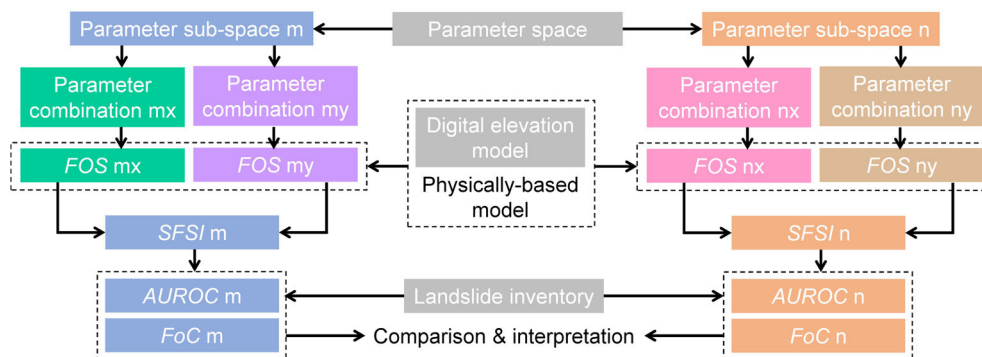 Parameter sub-space m
Parameter space
Parameter sub-space n
Parameter
combination mx
Parameter
combination my
Parameter
combination nx
Parameter
combination ny
Digital elevation
model
Physically-based
model
FOS mx
FOS my
FOS nx
FOS ny
SFSI m
SFSI n
AUROC m
Landslide inventory
AUROC n
FoC m
Comparison & interpretation
FoC n